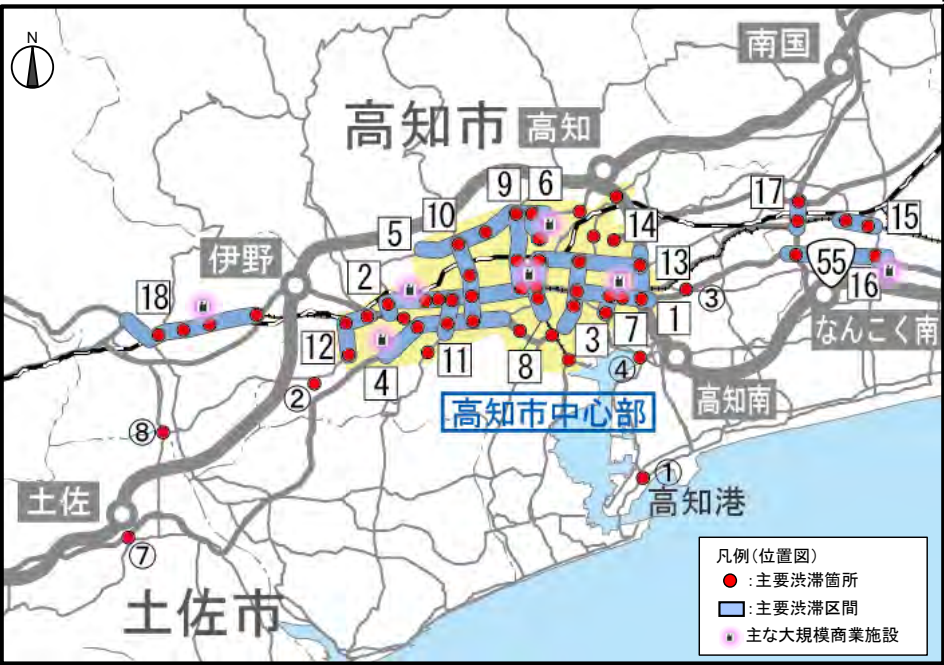 N
南国
高知市
高知
9
6
17
10
14
15
5
伊野
13
55
2
16
18
③
なんこく南
1
12
3
7
11
8
④
4
②
高知南
高知市中心部
⑧
①
土佐
高知港
⑦
凡例(位置図)
:主要渋滞箇所
:主要渋滞区間
主な大規模商業施設
土佐市